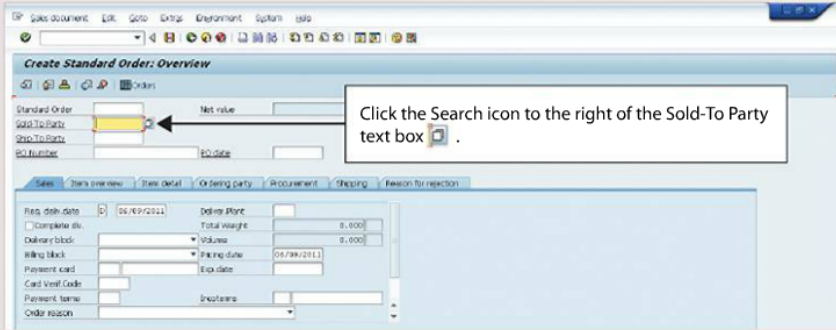 Sales document Edit Goto Extras Environment System Help
Create Standard Order: Overview
Orders
Standard Order Net value
Sold-To Party
Ship-To Party
PO Number PO date
Click the Search icon to the right of the Sold-To Party
text box .
Sales Item overview Item detail Ordering party Procurement Shipping Reason for rejection
Req. deliv.date D 06/09/2011 Deliver.Plant
Complete dlv. Total Weight 0.000
Delivery block Volume 0.000
Billing block Pricing date 06/09/2011
Payment card Exp.date
Card Verif.Code
Payment terms Incoterms
Order reason